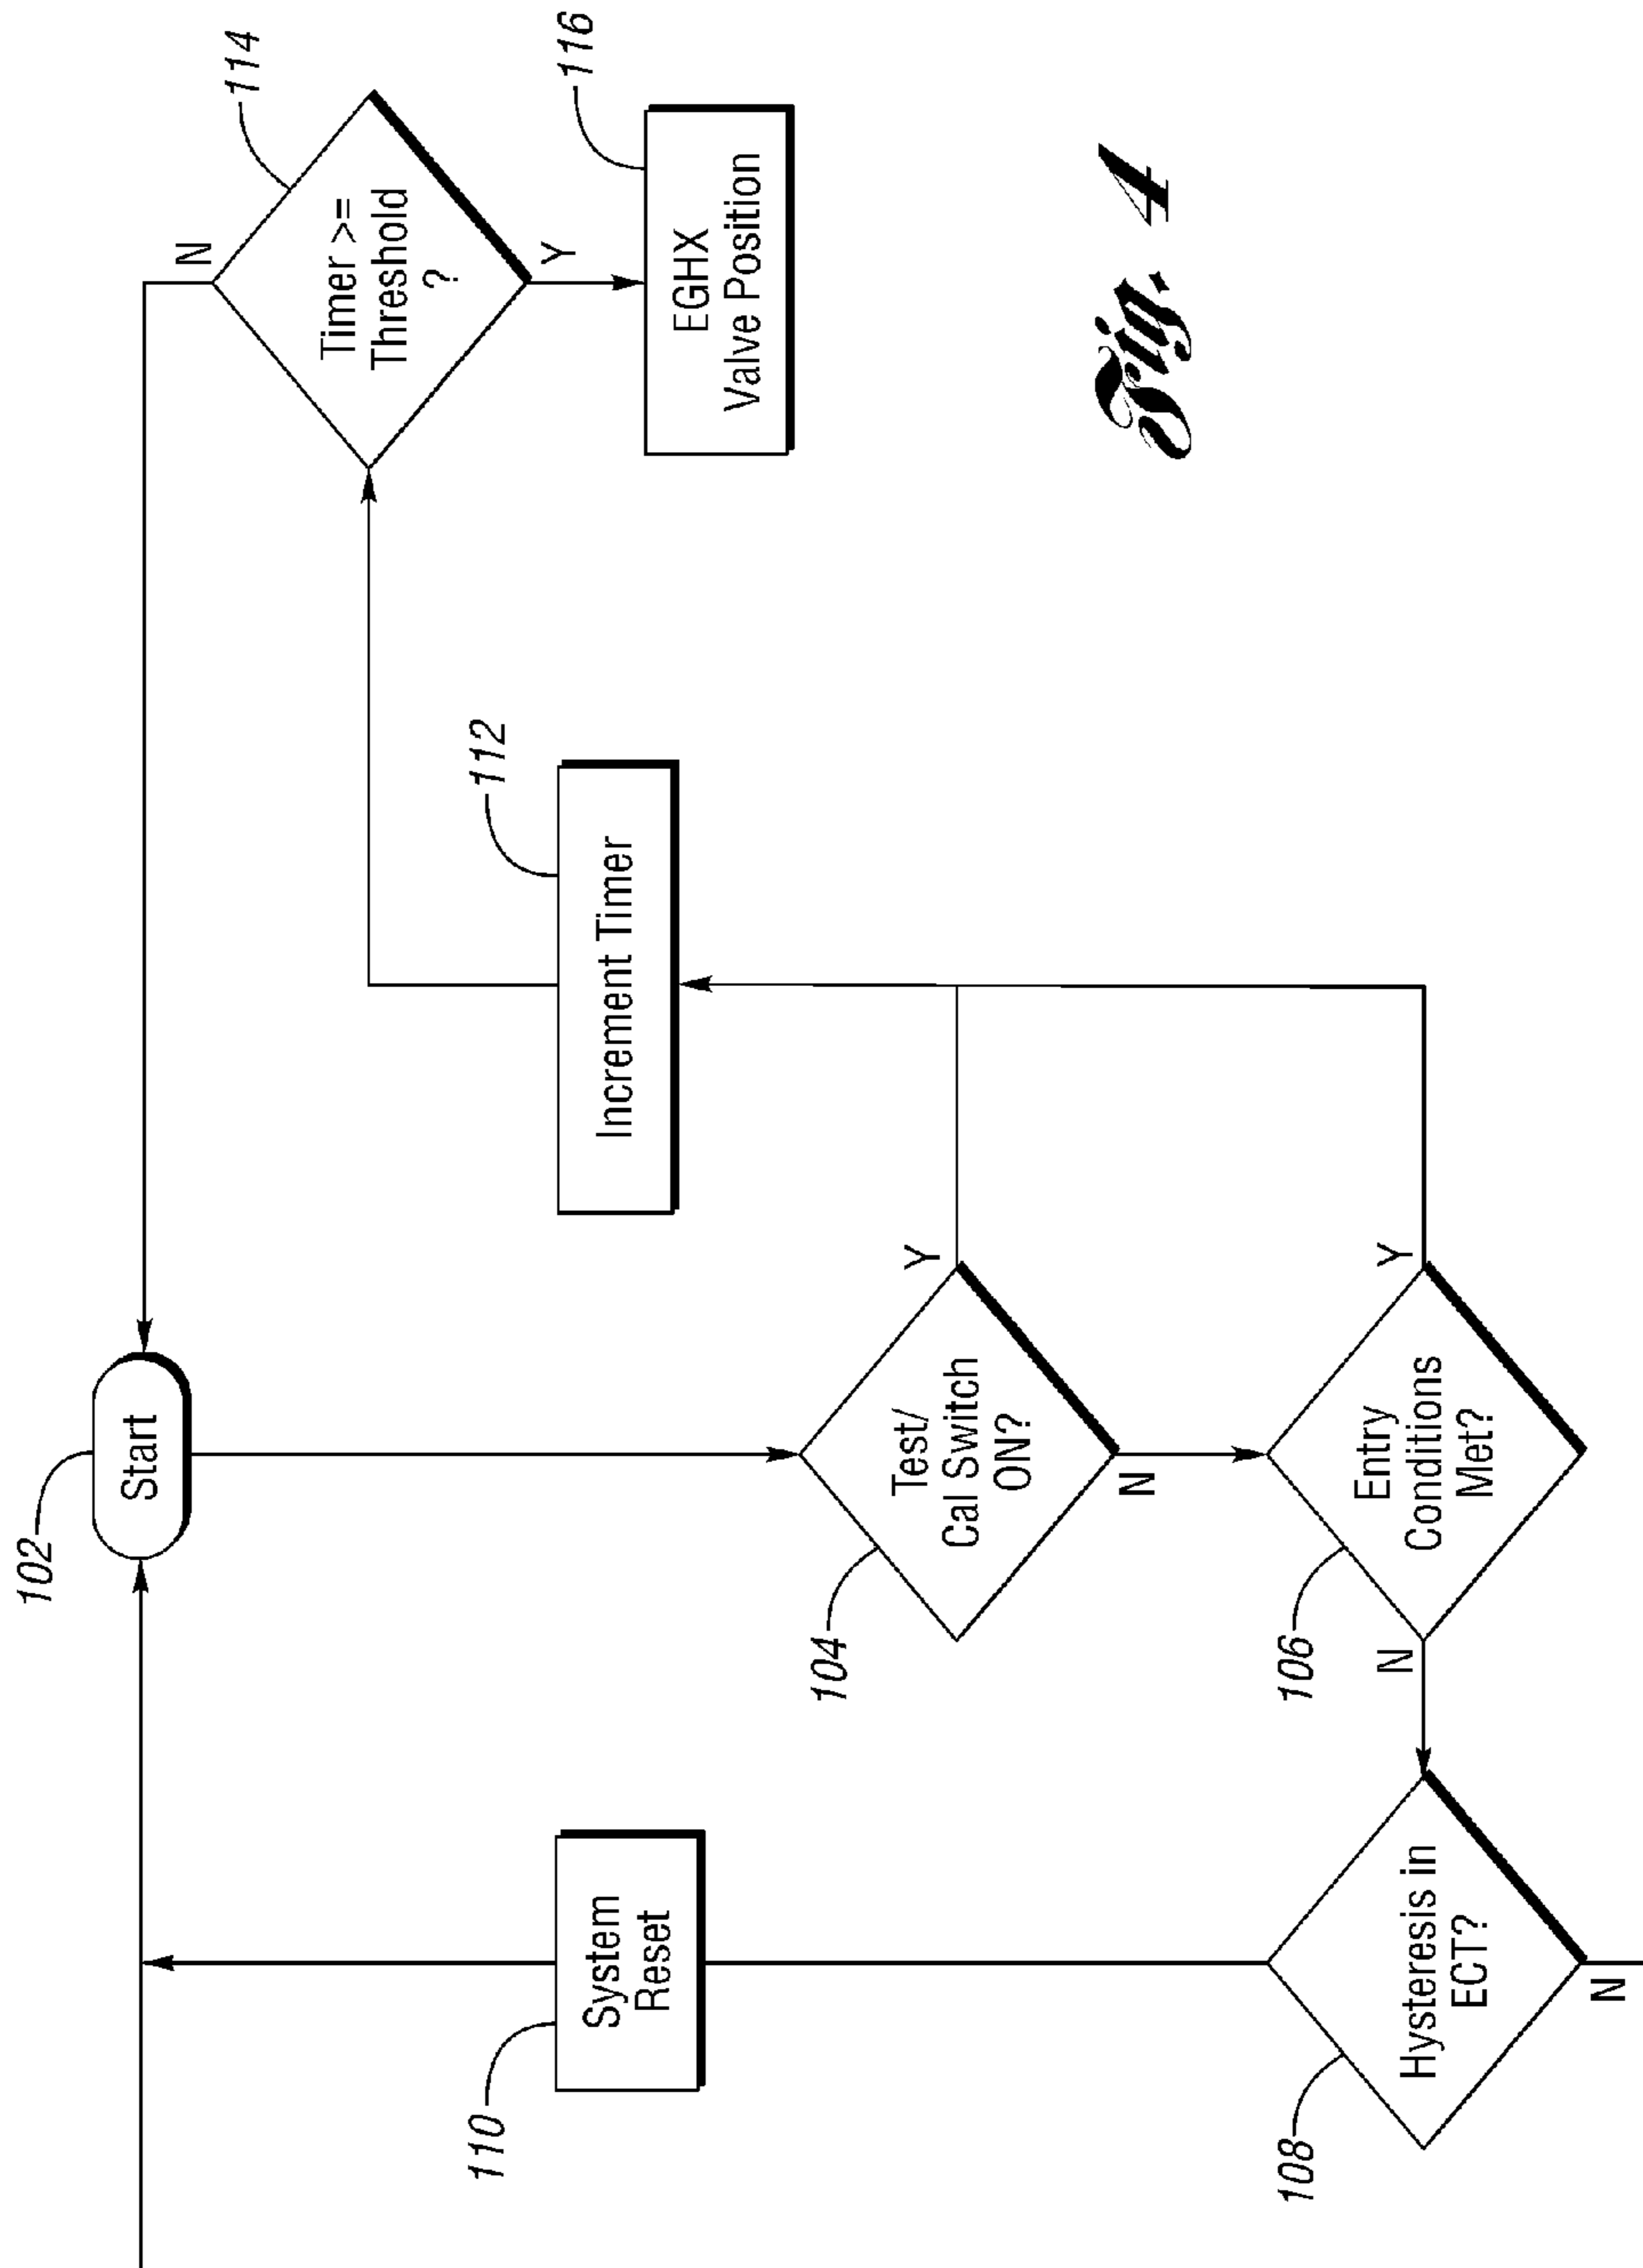 102
Start
N
114
Timer >=
Threshold
?
Y
116
EGHX
Valve Position
112
Increment Timer
110
System
Reset
104
Test/
Cal Switch
ON?
Y
N
106
Entry
Conditions
Met?
Y
N
108
Hysteresis in
ECT?
N
Fig. 4